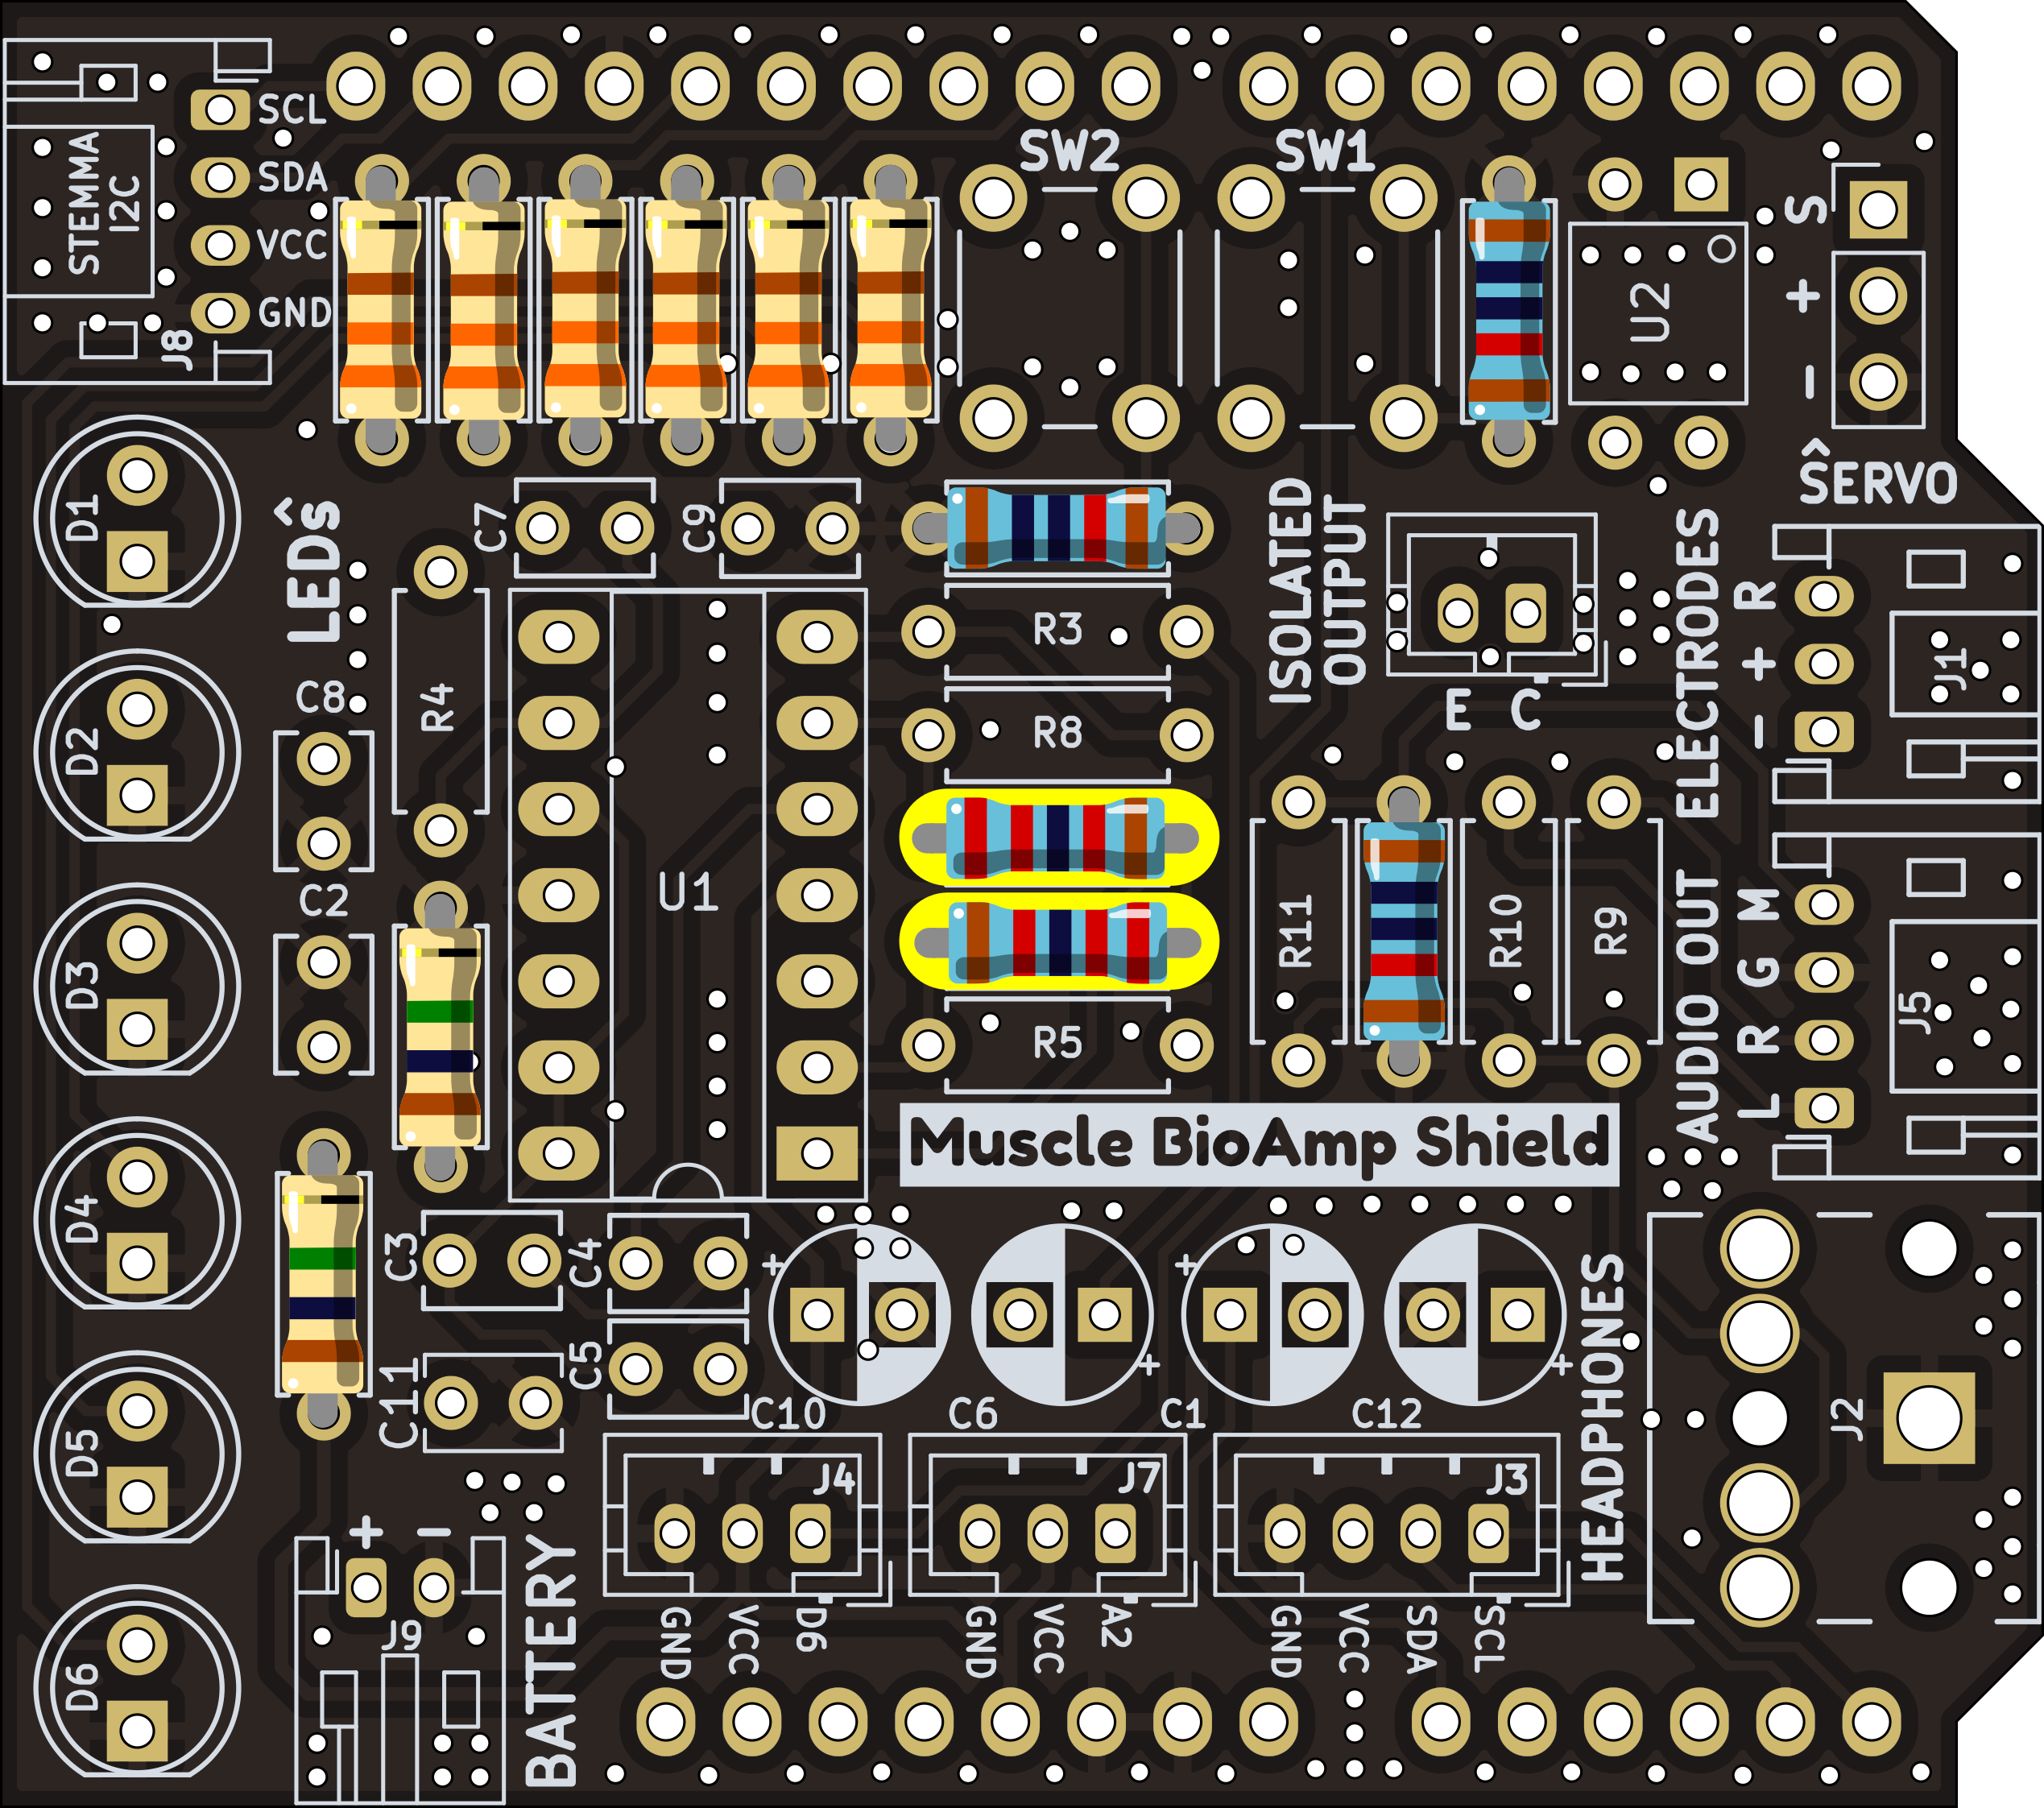 SCL
SDA
VCC
GND
STEMMA
I2C
J8
SW2
SW1
U2
S
+
-
^
SERVO
D1
^
LEDs
C7
C9
ISOLATED
OUTPUT
E C
ELECTRODES
R
+
-
J1
D2
C8
R4
R3
R8
U1
C2
D3
R11
R10
R9
R5
AUDIO OUT
M
G
R
L
J5
Muscle BioAmp Shield
D4
C3
C4
C5
C11
+
+
+
+
C10
C6
C1
C12
HEADPHONES
J2
D5
J4
J7
J3
+ -
J9
BATTERY
GND
VCC
D6
GND
VCC
A2
GND
VCC
SDA
SCL
D6